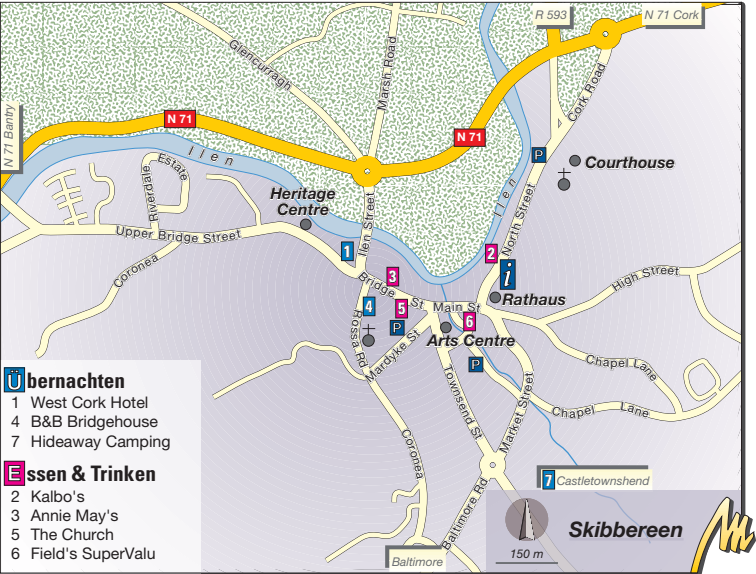 R 593
N 71 Cork
Glencurragh
Marsh Road
Cork Road
N 71 Bantry
N 71
N 71
Ilen
Ilen
P
Courthouse
Estate
Riverdale
Heritage
Centre
Ilen Street
North Street
Upper Bridge Street
1
2
i
Coronea
3
Bridge St
High Street
4
5
Main St
Rathaus
6
P
Arts Centre
Rossa Rd
Mardyke St
P
Chapel Lane
Chapel Lane
Townsend St
Market Street
Coronea
Baltimore Rd
7 Castletownshend
Baltimore
Übernachten
1 West Cork Hotel
4 B&B Bridgehouse
7 Hideaway Camping
Essen & Trinken
2 Kalbo's
3 Annie May's
5 The Church
6 Field's SuperValu
150 m
Skibbereen